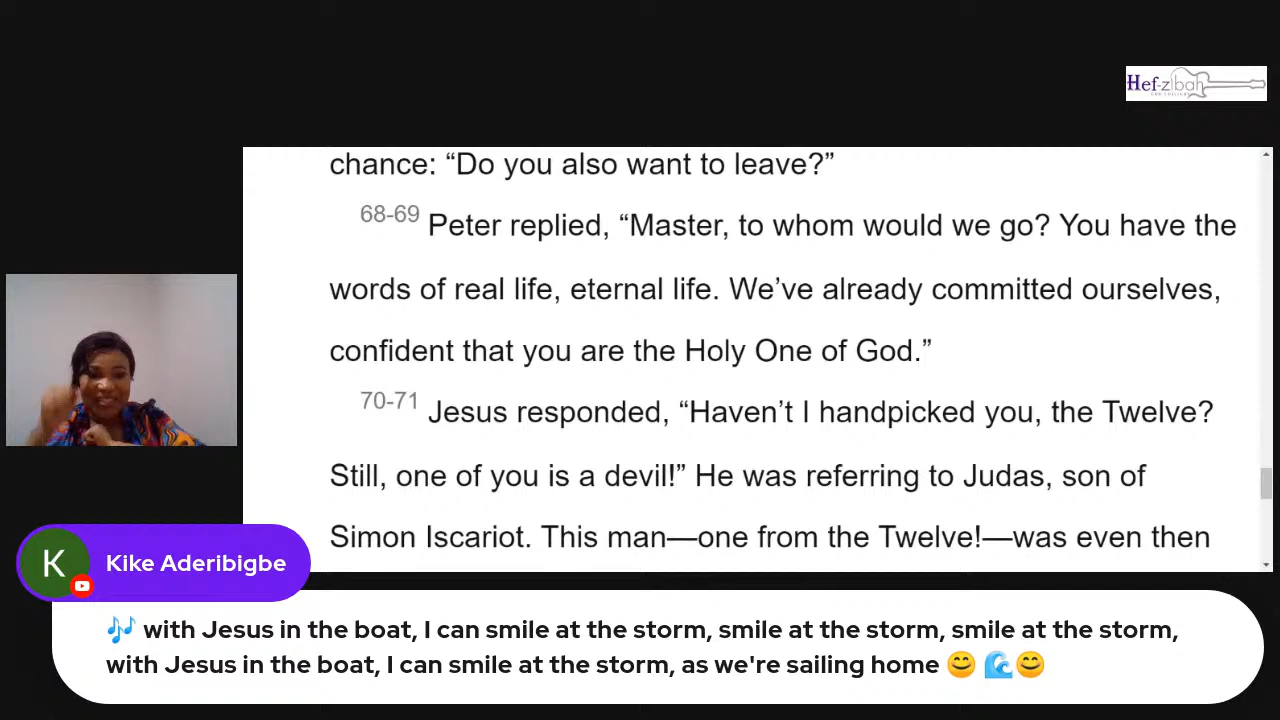 Hef-zibah
chance: “Do you also want to leave?”
68-69 Peter replied, “Master, to whom would we go? You have the
words of real life, eternal life. We’ve already committed ourselves,
confident that you are the Holy One of God.”
70-71 Jesus responded, “Haven’t I handpicked you, the Twelve?
Still, one of you is a devil!” He was referring to Judas, son of
Simon Iscariot. This man—one from the Twelve!—was even then
K
Kike Aderibigbe
🎶 with Jesus in the boat, I can smile at the storm, smile at the storm, smile at the storm,
with Jesus in the boat, I can smile at the storm, as we're sailing home 😊 🌊😊